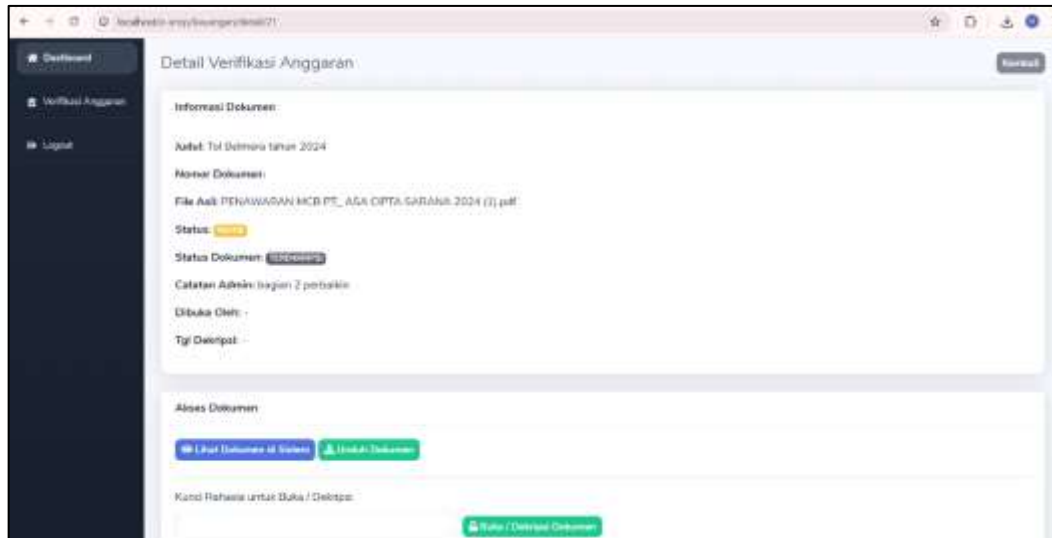 Dashboard
Detail Verifikasi Anggaran
Kembali
Verifikasi Anggaran
Informasi Dokumen
Logout
Judul: Tol Belmera tahun 2024
Nomor Dokumen:
File Asli: PENAWARAN MCB PT_ ASA CIPTA SARANA 2024 (1).pdf
Status:
Status Dokumen: TERENKRIPSI
Catatan Admin: bagian 2 perbaikin
Dibuka Oleh: -
Tgl Dekripsi: -
Akses Dokumen
Lihat Dokumen di Sistem
Unduh Dokumen
Kunci Rahasia untuk Buka / Dekripsi
Buka / Dekripsi Dokumen